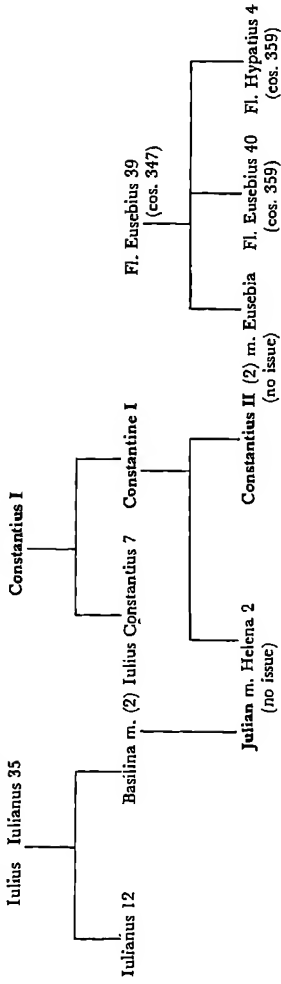 Constantius I
Iulius Iulianus 35
Fl. Eusebius 39
(cos. 347)
Iulianus 12
Basilina m. (2) Iulius Constantius 7
Constantine I
Julian m. Helena 2
(no issue)
Constantius II (2) m. Eusebia
(no issue)
Fl. Eusebius 40
(cos. 359)
Fl. Hypatius 4
(cos. 359)